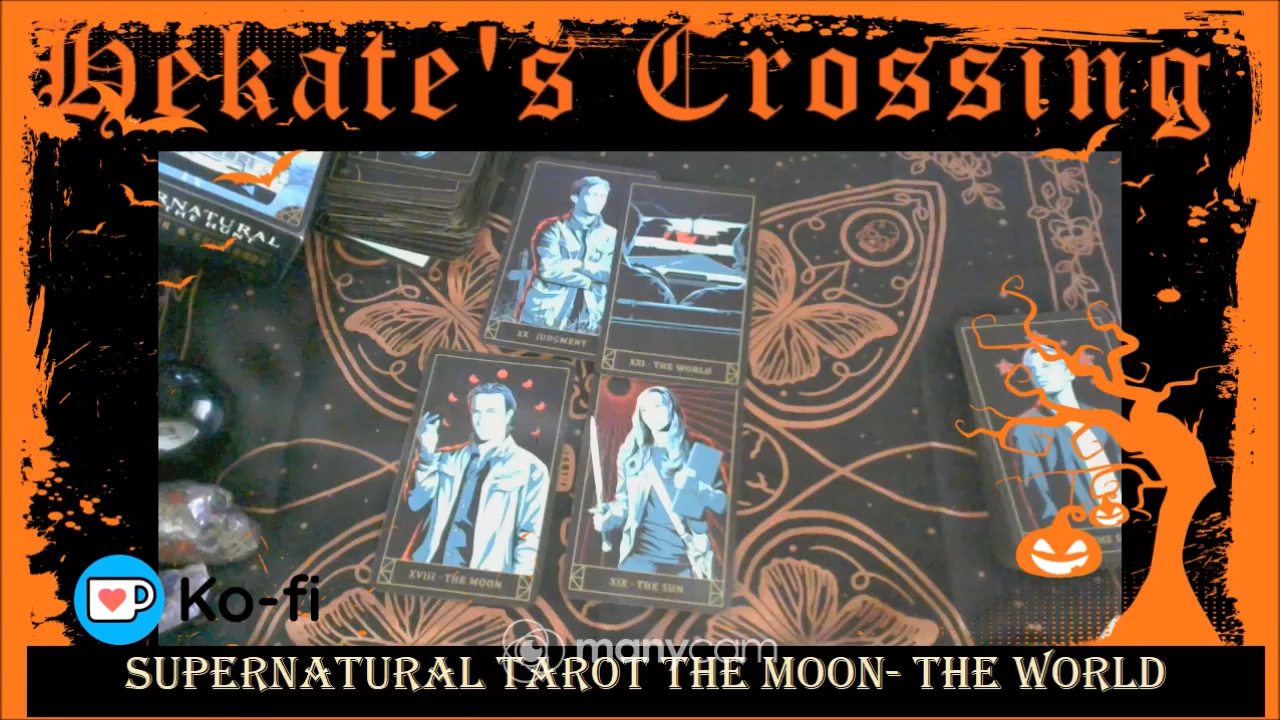 Hekate's Crossing
RNATURAL
XX · JUDGMENT
XXI · THE WORLD
XVIII · THE MOON
XIX · THE SUN
Ko-fi
manycam
SUPERNATURAL TAROT THE MOON- THE WORLD